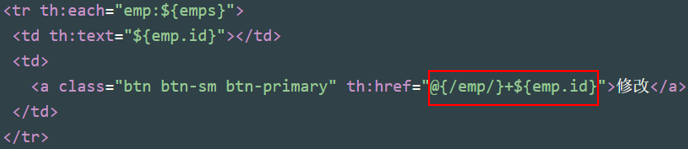 <tr th:each="emp:${emps}">
<td th:text="${emp.id}"></td>
<td>
<a class="btn btn-sm btn-primary" th:href="@{/emp/}+${emp.id}">修改</a>
</td>
</tr>